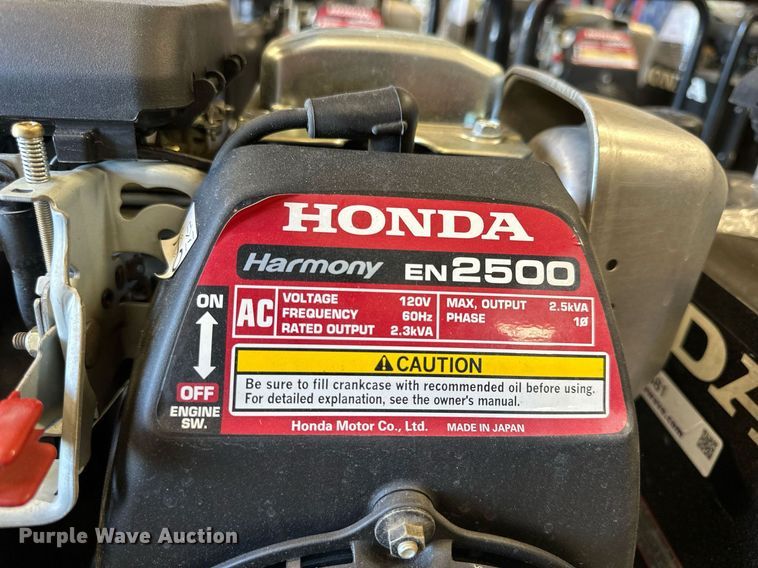 HONDA
Harmony EN2500
ON
OFF
ENGINE
SW.
AC
VOLTAGE 120V
FREQUENCY 60Hz
RATED OUTPUT 2.3kVA
MAX, OUTPUT 2.5kVA
PHASE 1Ø
CAUTION
Be sure to fill crankcase with recommended oil before using.
For detailed explanation, see the owner's manual.
Honda Motor Co., Ltd. MADE IN JAPAN
Purple Wave Auction